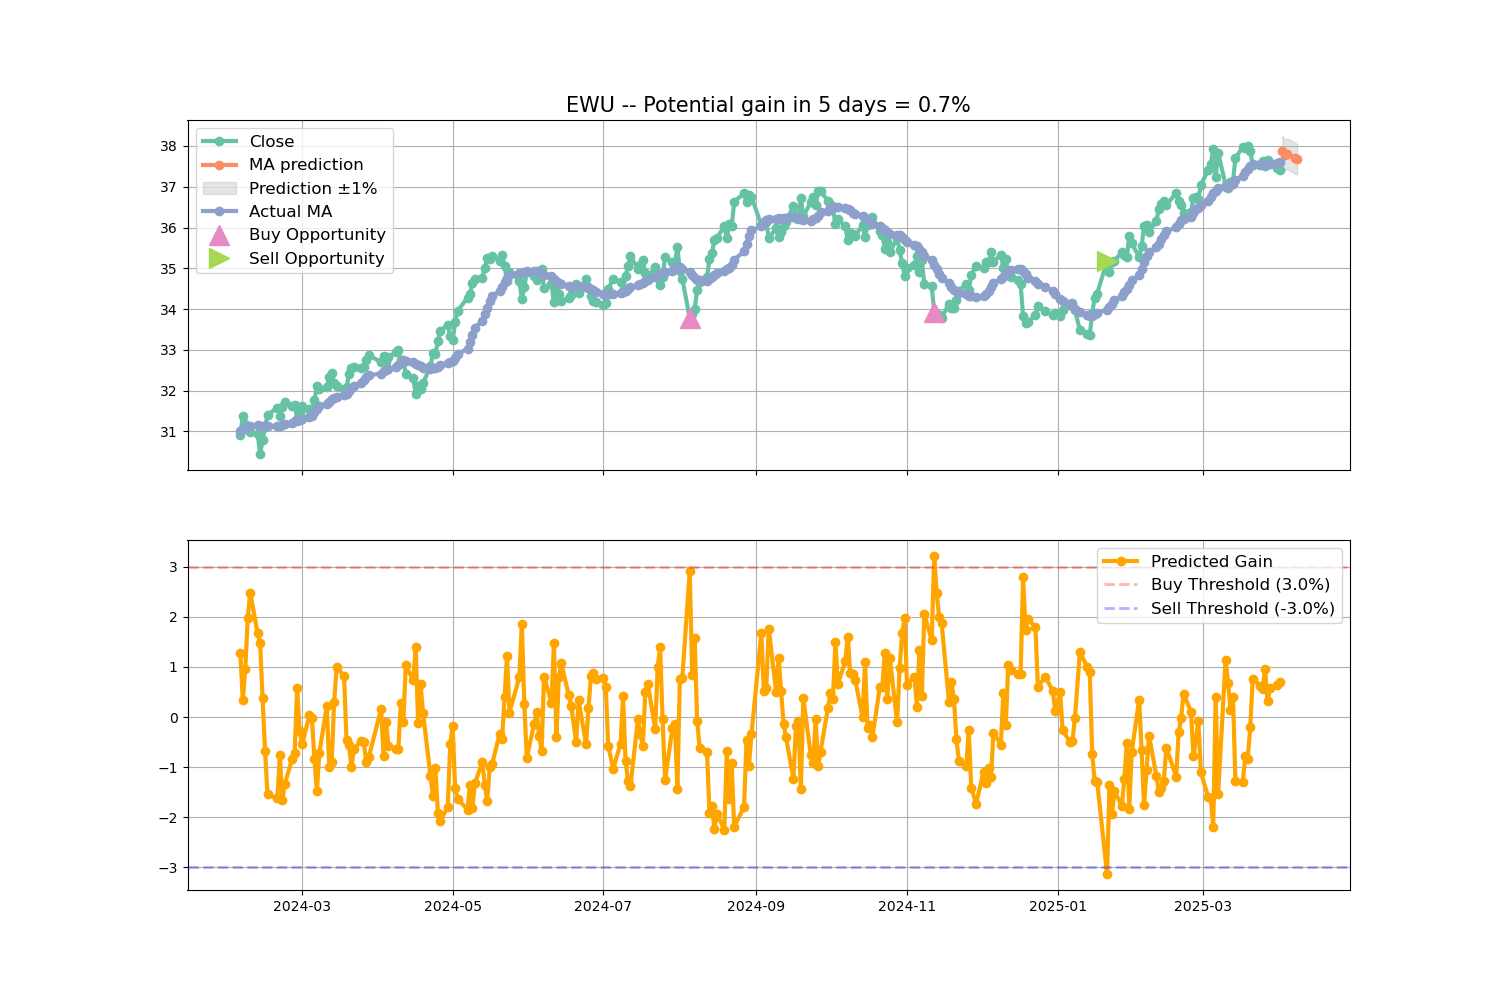 EWU -- Potential gain in 5 days = 0.7%
Close
MA prediction
Prediction ±1%
Actual MA
Buy Opportunity
Sell Opportunity
38
37
36
35
34
33
32
31
Predicted Gain
Buy Threshold (3.0%)
Sell Threshold (-3.0%)
3
2
1
0
−1
−2
−3
2024-03
2024-05
2024-07
2024-09
2024-11
2025-01
2025-03